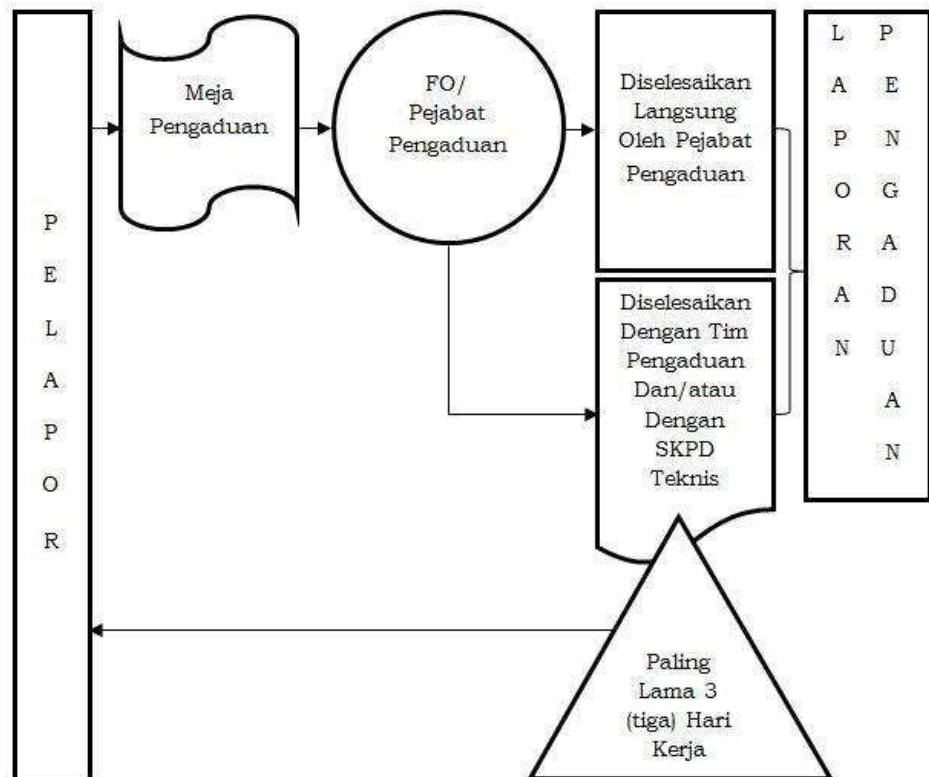 P
E
L
A
P
O
R
Meja
Pengaduan
FO/
Pejabat
Pengaduan
Diselesaikan
Langsung
Oleh Pejabat
Pengaduan
Diselesaikan
Dengan Tim
Pengaduan
Dan/atau
Dengan
SKPD
Teknis
Paling
Lama 3
(tiga) Hari
Kerja
L
A
P
O
R
A
N
P
E
N
G
A
D
U
A
N